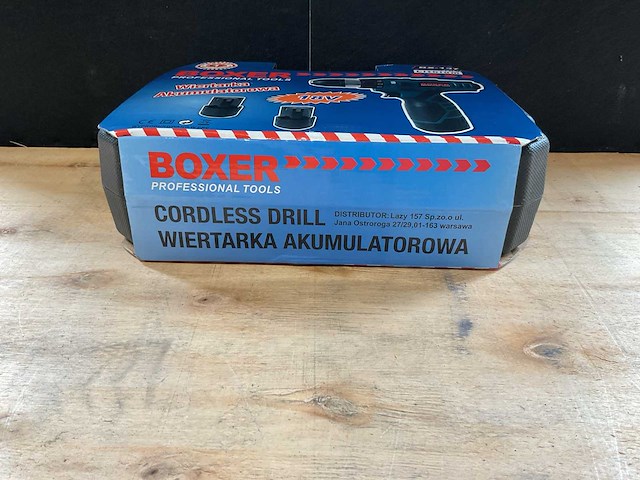 BOXER
PROFESSIONAL TOOLS
Wiertarka
Akumulatorowa
CE
BOXER
PROFESSIONAL TOOLS
CORDLESS DRILL
DISTRIBUTOR: Lazy 157 Sp.zo.o ul.
Jana Ostroroga 27/29,01-163 warsawa
WIERTARKA AKUMULATOROWA